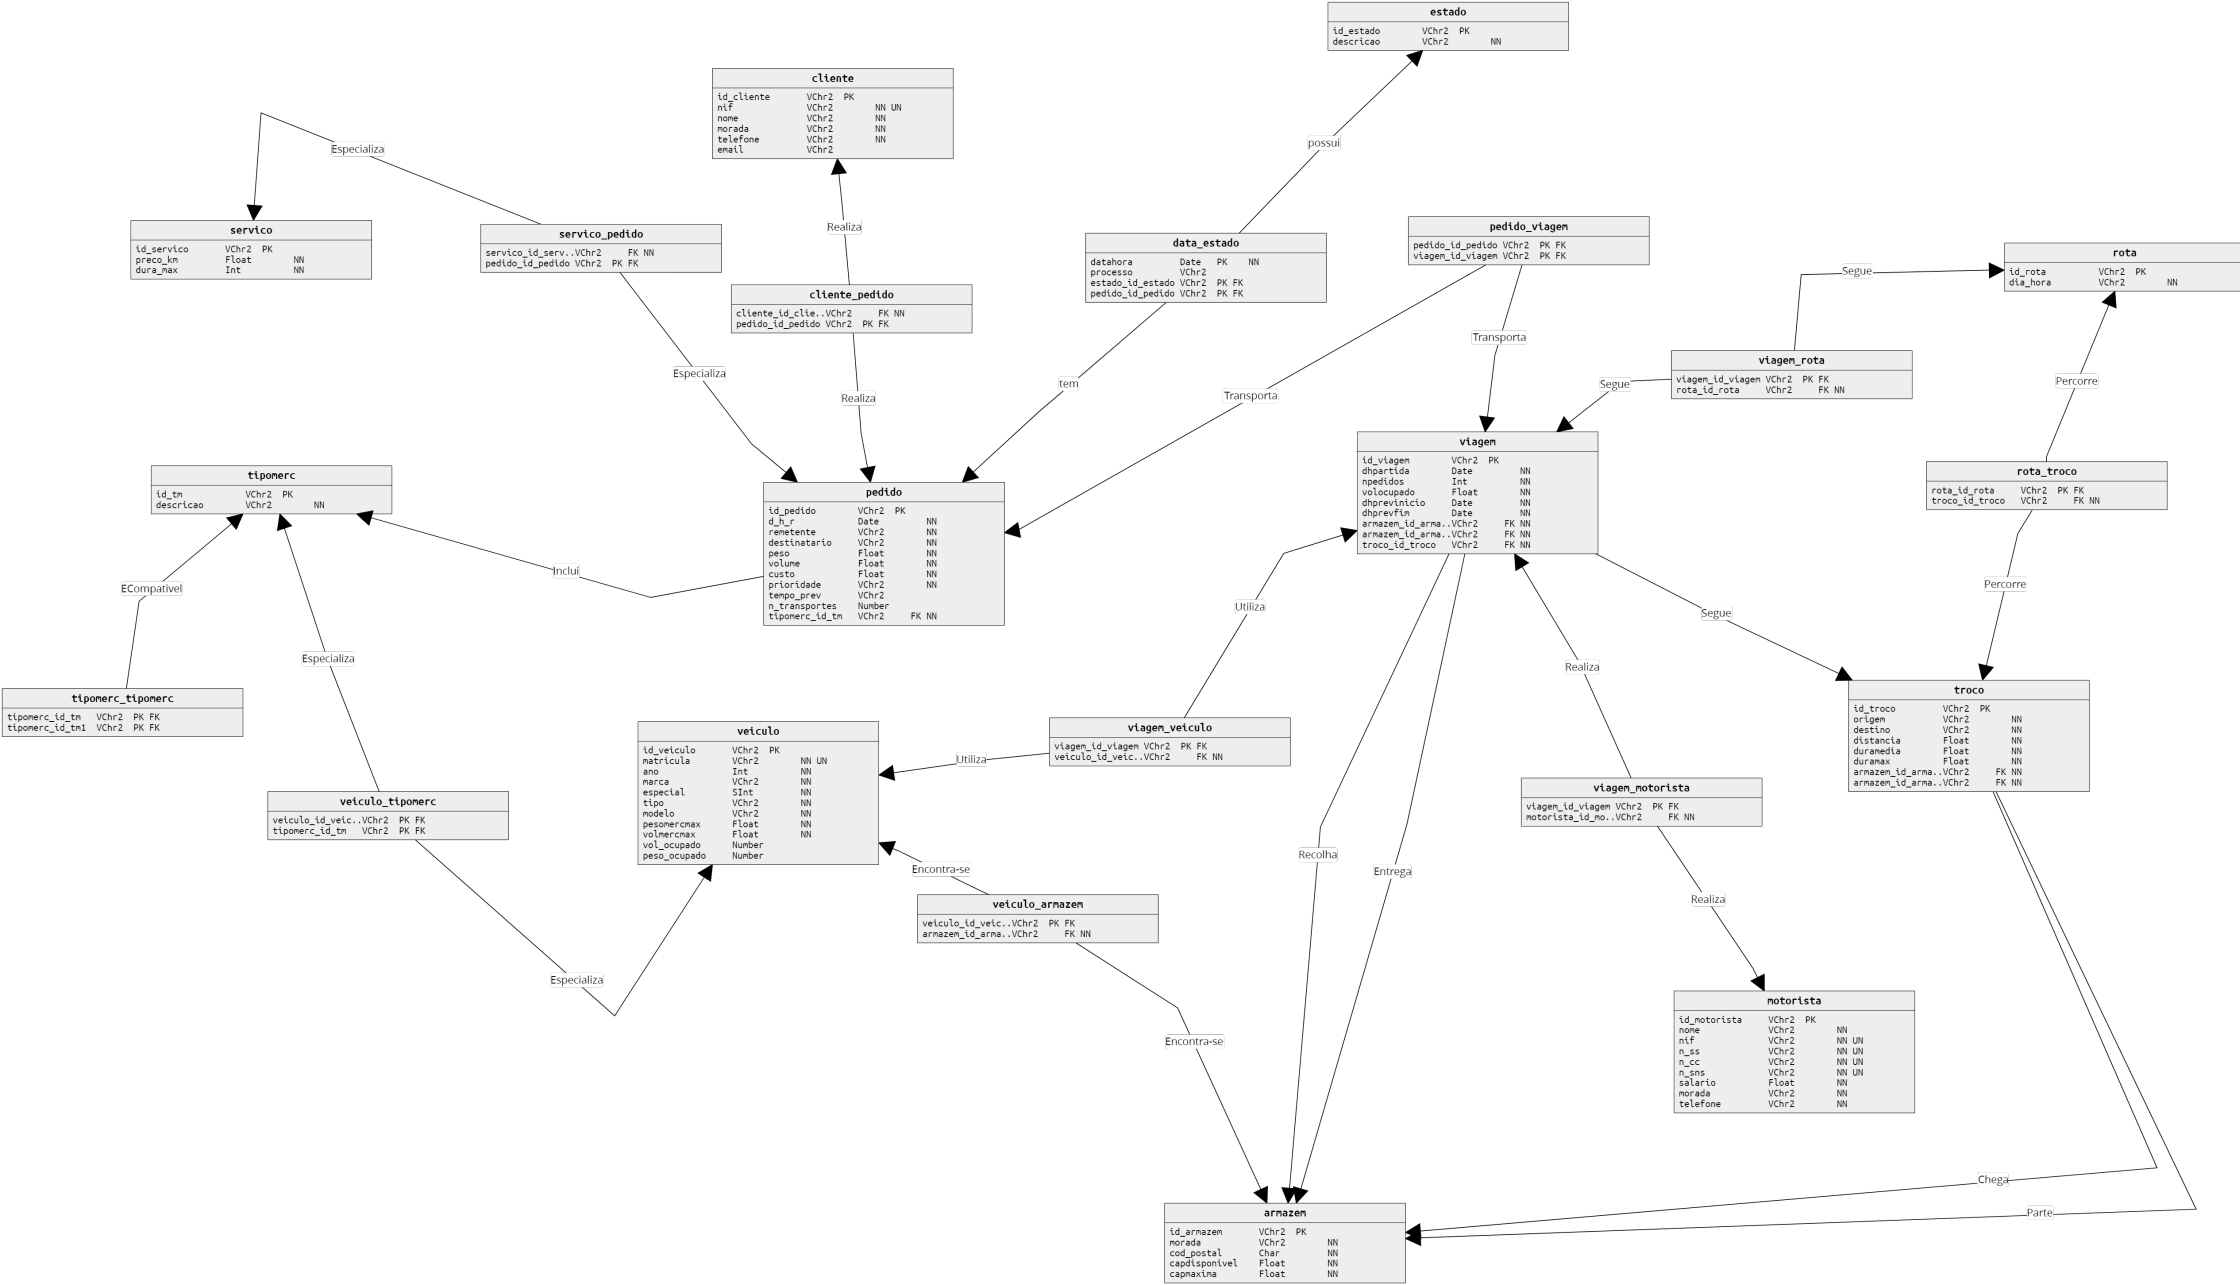 estado
id_estado VChr2 PK
descricao VChr2 NN
cliente
id_cliente VChr2 PK
nif VChr2 NN UN
nome VChr2 NN
morada VChr2 NN
telefone VChr2 NN
email VChr2
possui
Especializa
servico
id_servico VChr2 PK
preco_km Float NN
dura_max Int NN
servico_pedido
servico_id_serv..VChr2 FK NN
pedido_id_pedido VChr2 PK FK
Realiza
cliente_pedido
cliente_id_clie..VChr2 FK NN
pedido_id_pedido VChr2 PK FK
data_estado
datahora Date PK NN
processo VChr2
estado_id_estado VChr2 PK FK
pedido_id_pedido VChr2 PK FK
pedido_viagem
pedido_id_pedido VChr2 PK FK
viagem_id_viagem VChr2 PK FK
rota
id_rota VChr2 PK
dia_hora VChr2 NN
Segue
Transporta
viagem_rota
viagem_id_viagem VChr2 PK FK
rota_id_rota VChr2 FK NN
Especializa
Realiza
tem
Transporta
Segue
Percorre
tipomerc
id_tm VChr2 PK
descricao VChr2 NN
pedido
id_pedido VChr2 PK
d_h_r Date NN
remetente VChr2 NN
destinatario VChr2 NN
peso Float NN
volume Float NN
custo Float NN
prioridade VChr2 NN
tempo_prev VChr2
n_transportes Number
tipomerc_id_tm VChr2 FK NN
viagem
id_viagem VChr2 PK
dhpartida Date NN
npedidos Int NN
volocupado Float NN
dhprevinicio Date NN
dhprevfim Date NN
armazem_id_arma..VChr2 FK NN
armazem_id_arma..VChr2 FK NN
troco_id_troco VChr2 FK NN
rota_troco
rota_id_rota VChr2 PK FK
troco_id_troco VChr2 FK NN
Inclui
ECompativel
Utiliza
Segue
Percorre
Especializa
Realiza
tipomerc_tipomerc
tipomerc_id_tm VChr2 PK FK
tipomerc_id_tm1 VChr2 PK FK
veiculo
id_veiculo VChr2 PK
matricula VChr2 NN UN
ano Int NN
marca VChr2 NN
especial SInt NN
tipo VChr2 NN
modelo VChr2 NN
pesomercmax Float NN
volmercmax Float NN
vol_ocupado Number
peso_ocupado Number
Utiliza
viagem_veiculo
viagem_id_viagem VChr2 PK FK
veiculo_id_veic..VChr2 FK NN
troco
id_troco VChr2 PK
origem VChr2 NN
destino VChr2 NN
distancia Float NN
duramedia Float NN
duramax Float NN
armazem_id_arma..VChr2 FK NN
armazem_id_arma..VChr2 FK NN
veiculo_tipomerc
veiculo_id_veic..VChr2 PK FK
tipomerc_id_tm VChr2 PK FK
viagem_motorista
viagem_id_viagem VChr2 PK FK
motorista_id_mo..VChr2 FK NN
Recolha
Entrega
Encontra-se
veiculo_armazem
veiculo_id_veic..VChr2 PK FK
armazem_id_arma..VChr2 FK NN
Realiza
Especializa
Encontra-se
motorista
id_motorista VChr2 PK
nome VChr2 NN
nif VChr2 NN UN
n_ss VChr2 NN UN
n_cc VChr2 NN UN
n_sns VChr2 NN UN
salario Float NN
morada VChr2 NN
telefone VChr2 NN
Chega
Parte
armazem
id_armazem VChr2 PK
morada VChr2 NN
cod_postal Char NN
capdisponivel Float NN
capmaxima Float NN